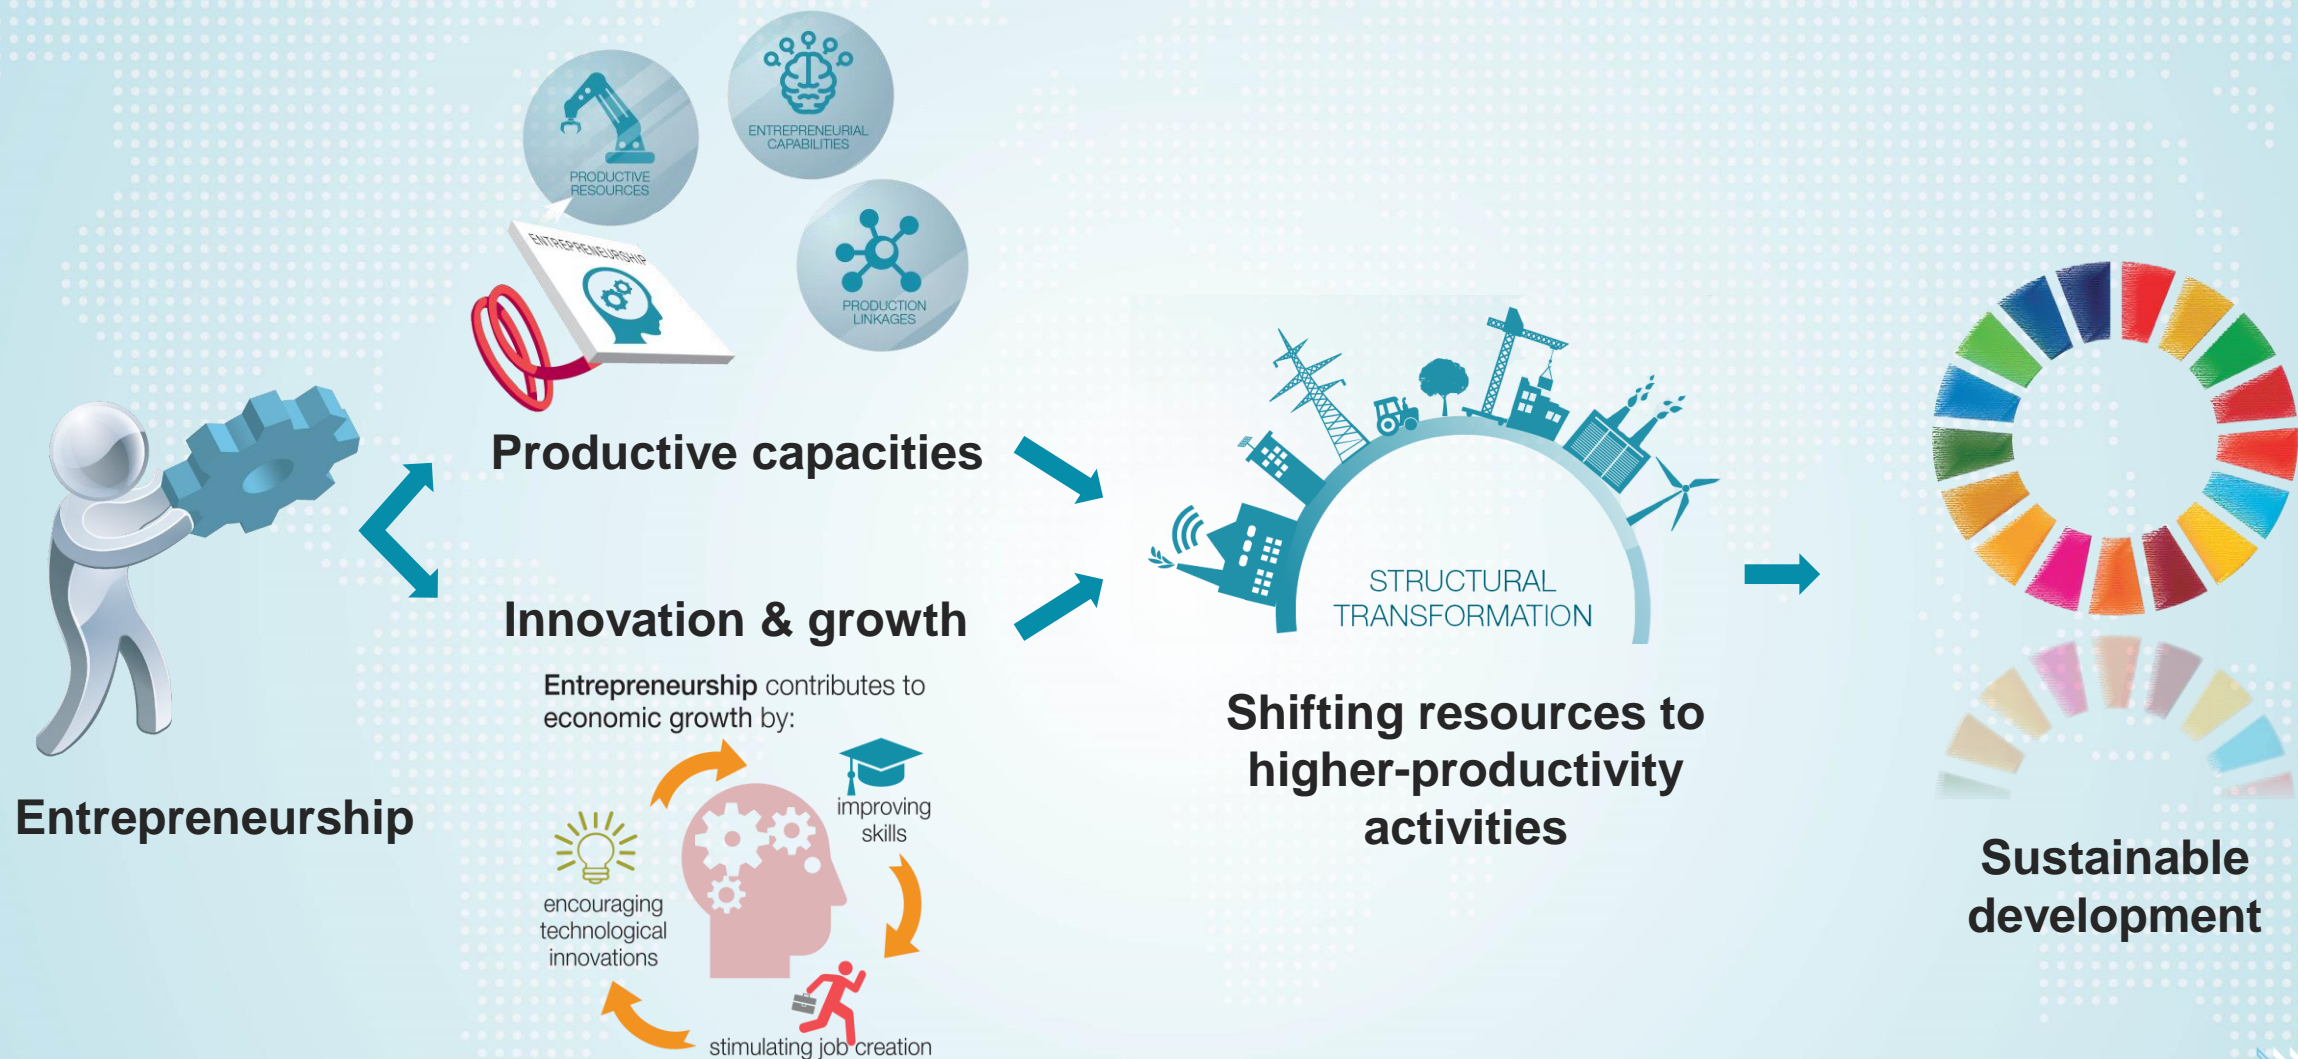 PRODUCTIVE
RESOURCES
ENTREPRENEURIAL
CAPABILITIES
PRODUCTION
LINKAGES
ENTREPRENEURSHIP
Productive capacities
Innovation & growth
Entrepreneurship contributes to
economic growth by:
improving
skills
encouraging
technological
innovations
stimulating job creation
Entrepreneurship
STRUCTURAL
TRANSFORMATION
Shifting resources to
higher-productivity
activities
Sustainable
development